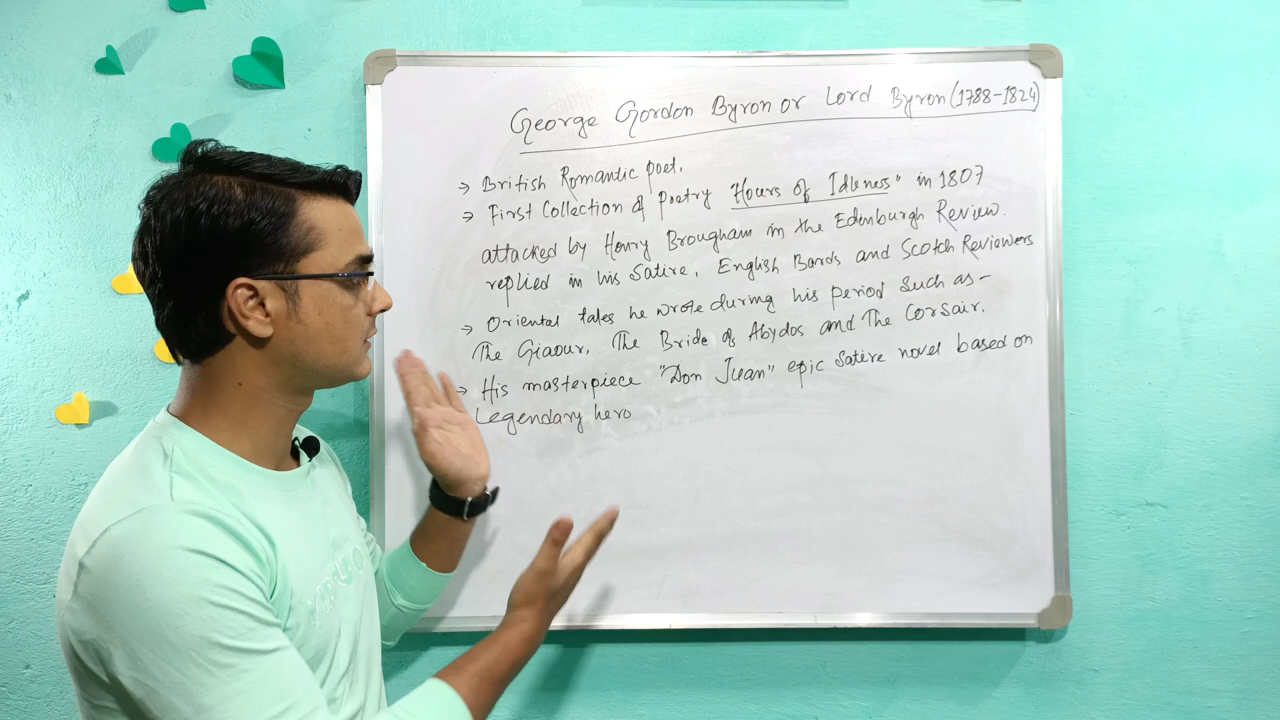 George Gordon Byron or Lord Byron (1788-1824)
→ British Romantic poet.
→ First Collection of Poetry "Hours of Idleness" in 1807
attacked by Henry Brougham in the Edinburgh Review.
replied in his Satire, English Bards and Scotch Reviewers
→ Oriental tales he wrote during his period such as -
The Giaour, The Bride of Abydos and The Corsair.
→ His masterpiece "Don Juan" epic satire novel based on
Legendary hero